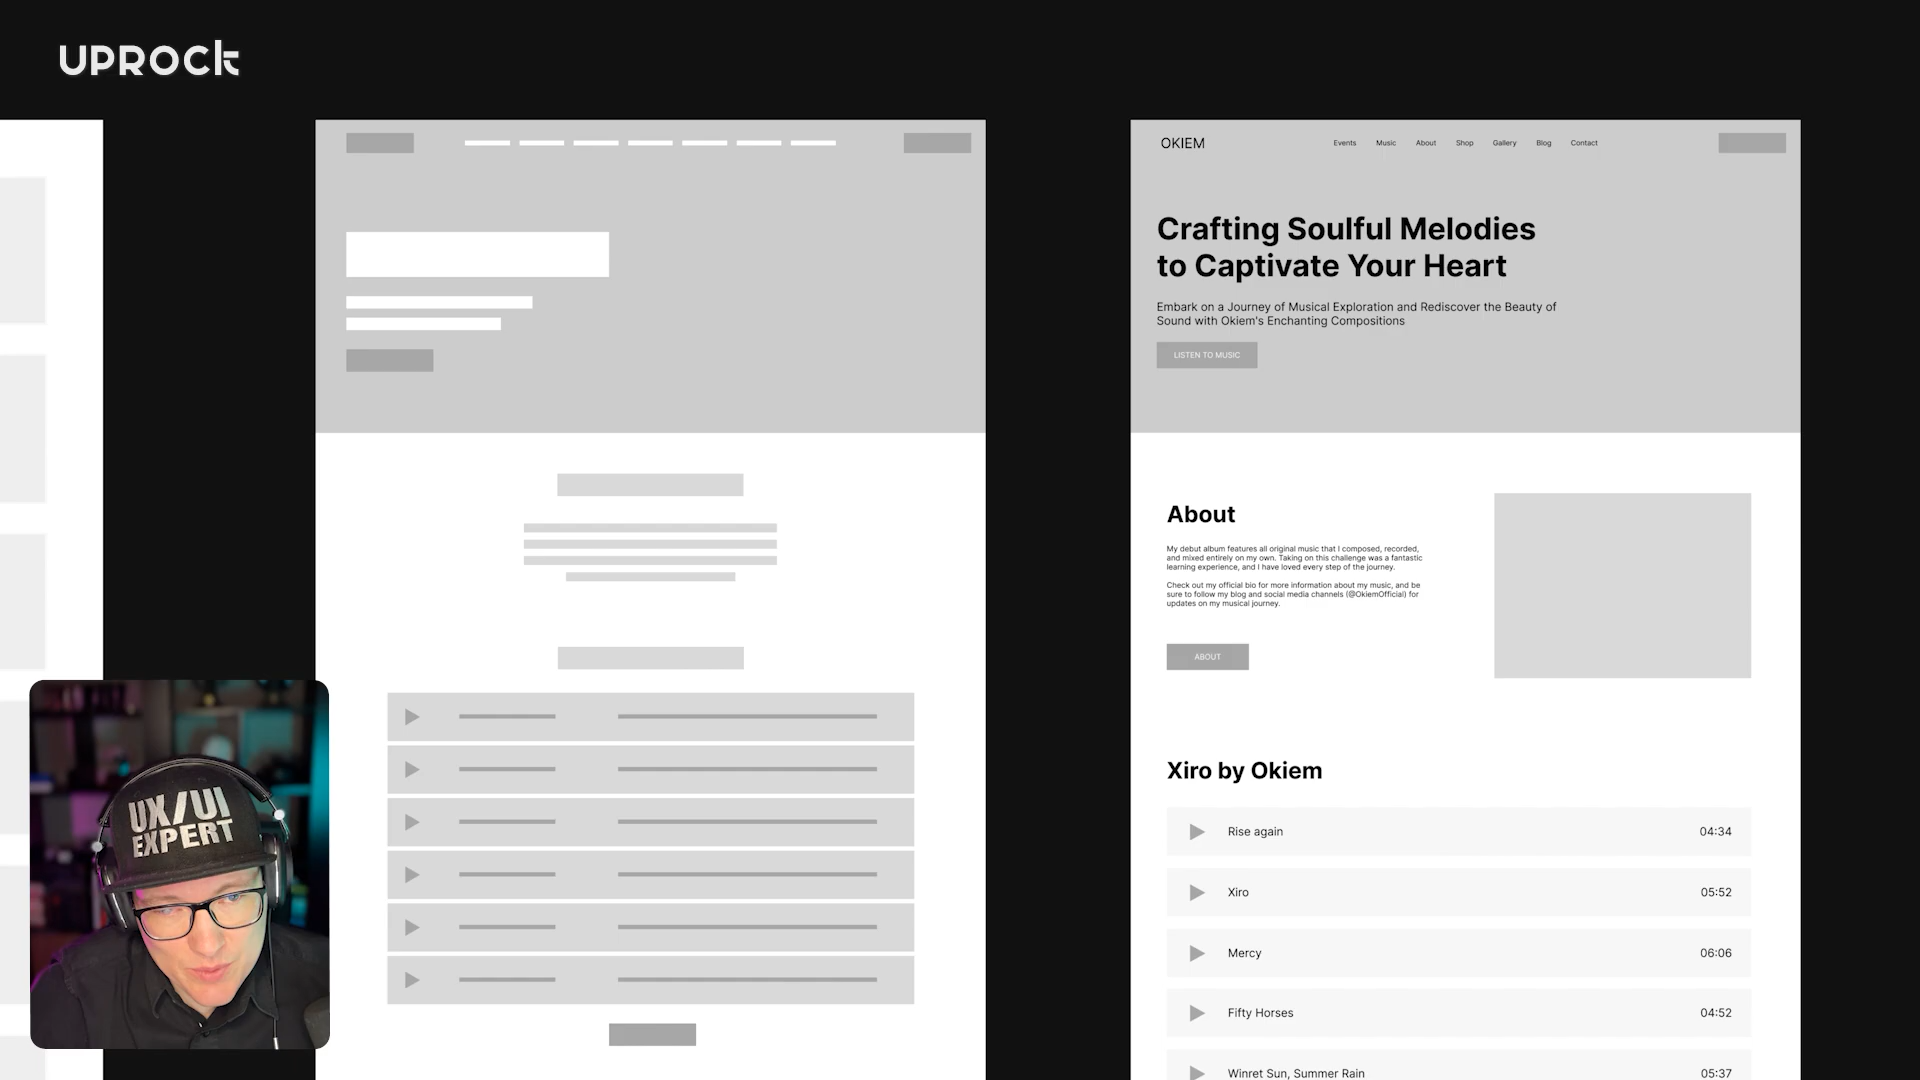 UPROCK
OKIEM
Events Music About Shop Gallery Blog Contact
Crafting Soulful Melodies
to Captivate Your Heart
Embark on a Journey of Musical Exploration and Rediscover the Beauty of
Sound with Okiem's Enchanting Compositions
LISTEN TO MUSIC
About
My debut album features all original music that I composed, recorded,
and mixed entirely on my own. Taking on this challenge was a fantastic
learning experience, and I have loved every step of the journey.
Check out my official bio for more information about my music, and be
sure to follow my blog and social media channels (@OkiemOfficial) for
updates on my musical journey.
ABOUT
Xiro by Okiem
Rise again 04:34
Xiro 05:52
Mercy 06:06
Fifty Horses 04:52
Winret Sun, Summer Rain 05:37
UX/UI
EXPERT